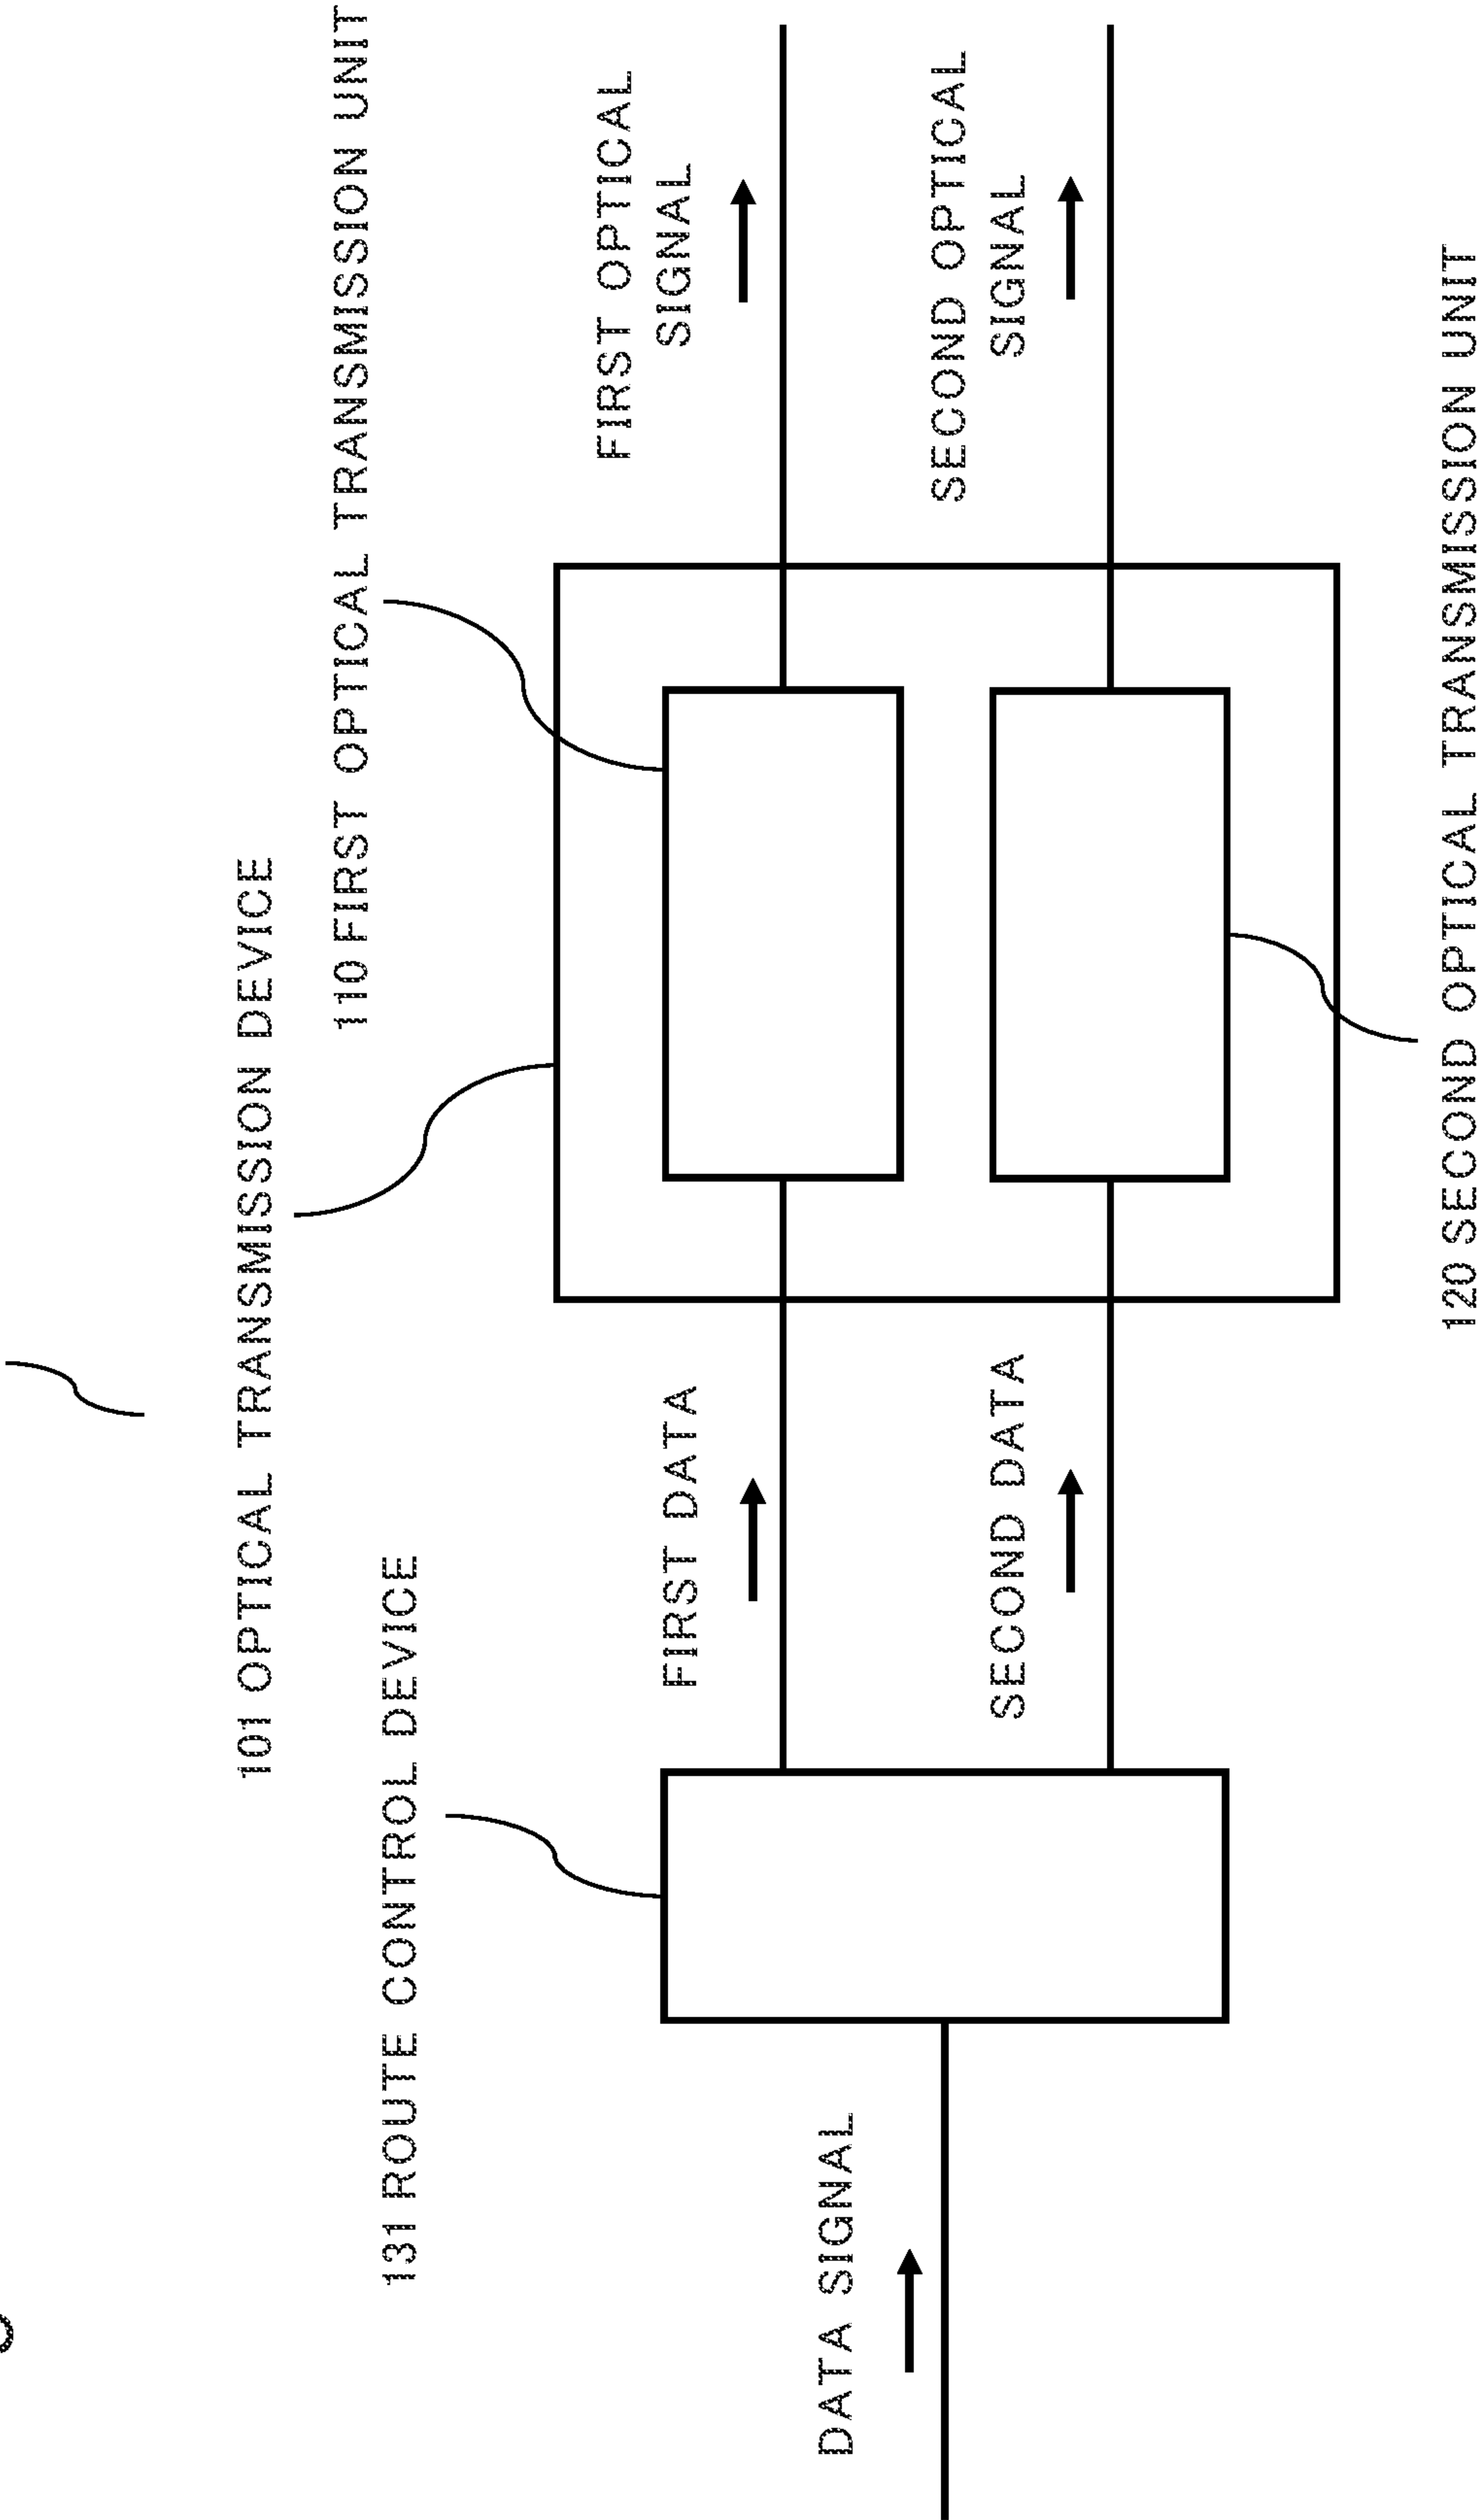 101 OPTICAL TRANSMISSION DEVICE
110 FIRST OPTICAL TRANSMISSION UNIT
131 ROUTE CONTROL DEVICE
FIRST OPTICAL
SIGNAL
FIRST DATA
DATA SIGNAL
SECOND OPTICAL
SIGNAL
SECOND DATA
120 SECOND OPTICAL TRANSMISSION UNIT